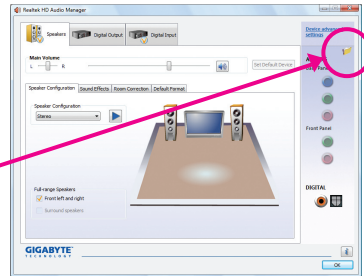 Realtek HD Audio Manager
Speakers
Digital Output
Digital Input
Device advanced
settings
Main Volume
L
R
Set Default Device
Speaker Configuration
Sound Effects
Room Correction
Default Format
Speaker Configuration
Stereo
Front Panel
Full-range Speakers
Front left and right
Surround speakers
DIGITAL
GIGABYTE
TECHNOLOGY
OK